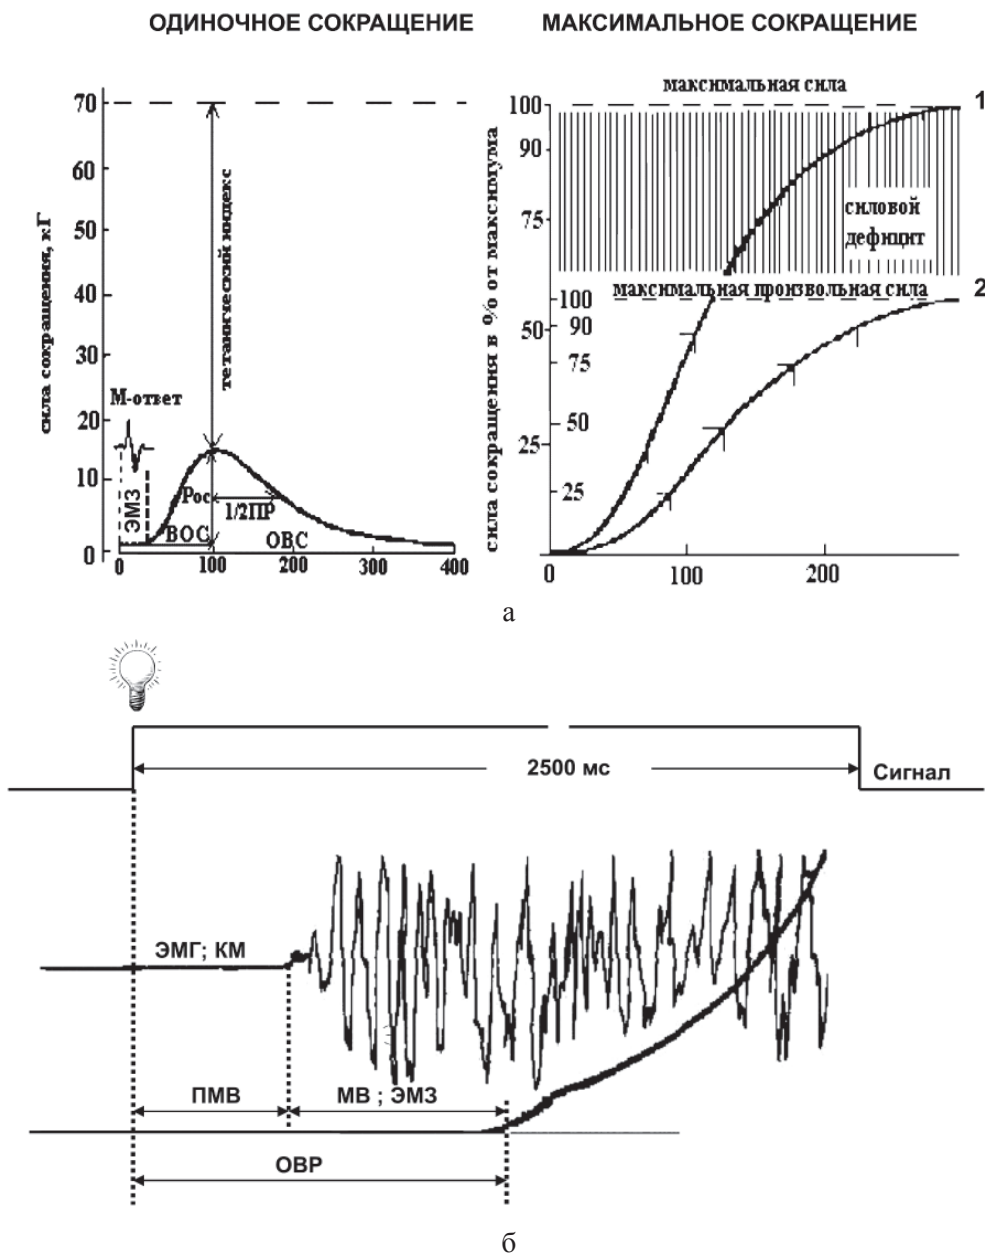 ОДИНОЧНОЕ СОКРАЩЕНИЕ
МАКСИМАЛЬНОЕ СОКРАЩЕНИЕ
сила сокращения, кГ
70
60
50
40
30
20
10
0
тетанический индекс
М-ответ
ЭМЗ
Рос
1/2ПР
ВОС
ОВС
0
100
200
300
400
сила сокращения в % от максимума
максимальная сила
1
100
90
75
50
25
силовой
дефицит
максимальная произвольная сила
2
100
90
75
50
25
0
100
200
а
2500 мс
Сигнал
ЭМГ; КМ
ПМВ
МВ ; ЭМЗ
ОВР
б